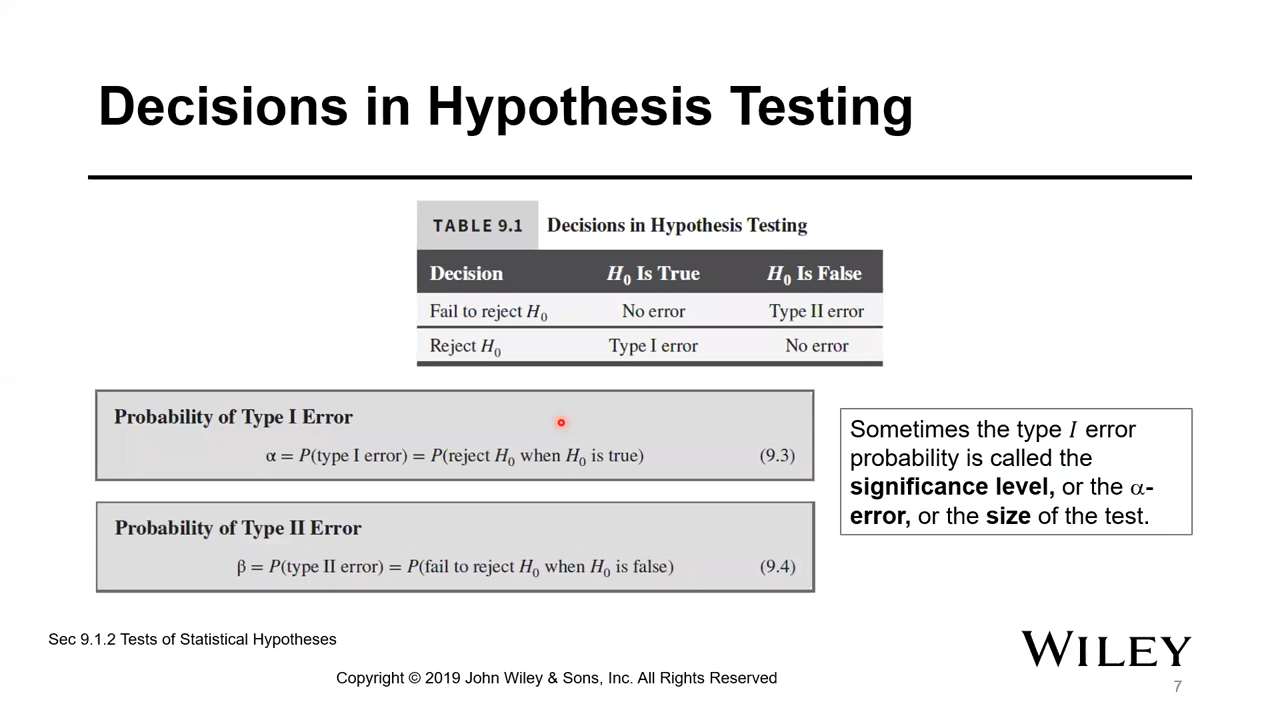 Decisions in Hypothesis Testing
TABLE 9.1 Decisions in Hypothesis Testing
Decision H₀ Is True H₀ Is False
Fail to reject H₀ No error Type II error
Reject H₀ Type I error No error
Probability of Type I Error
α = P(type I error) = P(reject H₀ when H₀ is true) (9.3)
Probability of Type II Error
β = P(type II error) = P(fail to reject H₀ when H₀ is false) (9.4)
Sometimes the type I error
probability is called the
significance level, or the α-
error, or the size of the test.
Sec 9.1.2 Tests of Statistical Hypotheses
WILEY
Copyright © 2019 John Wiley & Sons, Inc. All Rights Reserved
7